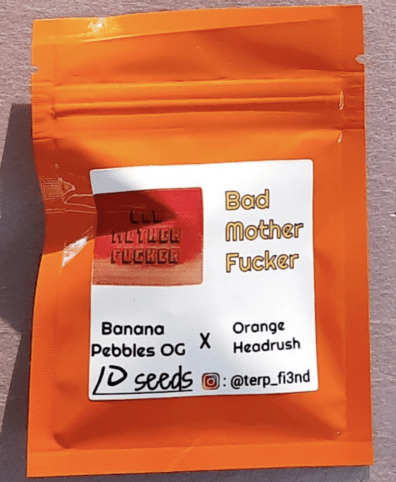 BAD
MOTHER
FUCKER
Bad
Mother
Fucker
Banana
Pebbles OG
X
Orange
Headrush
10 seeds
: @terp_fi3nd